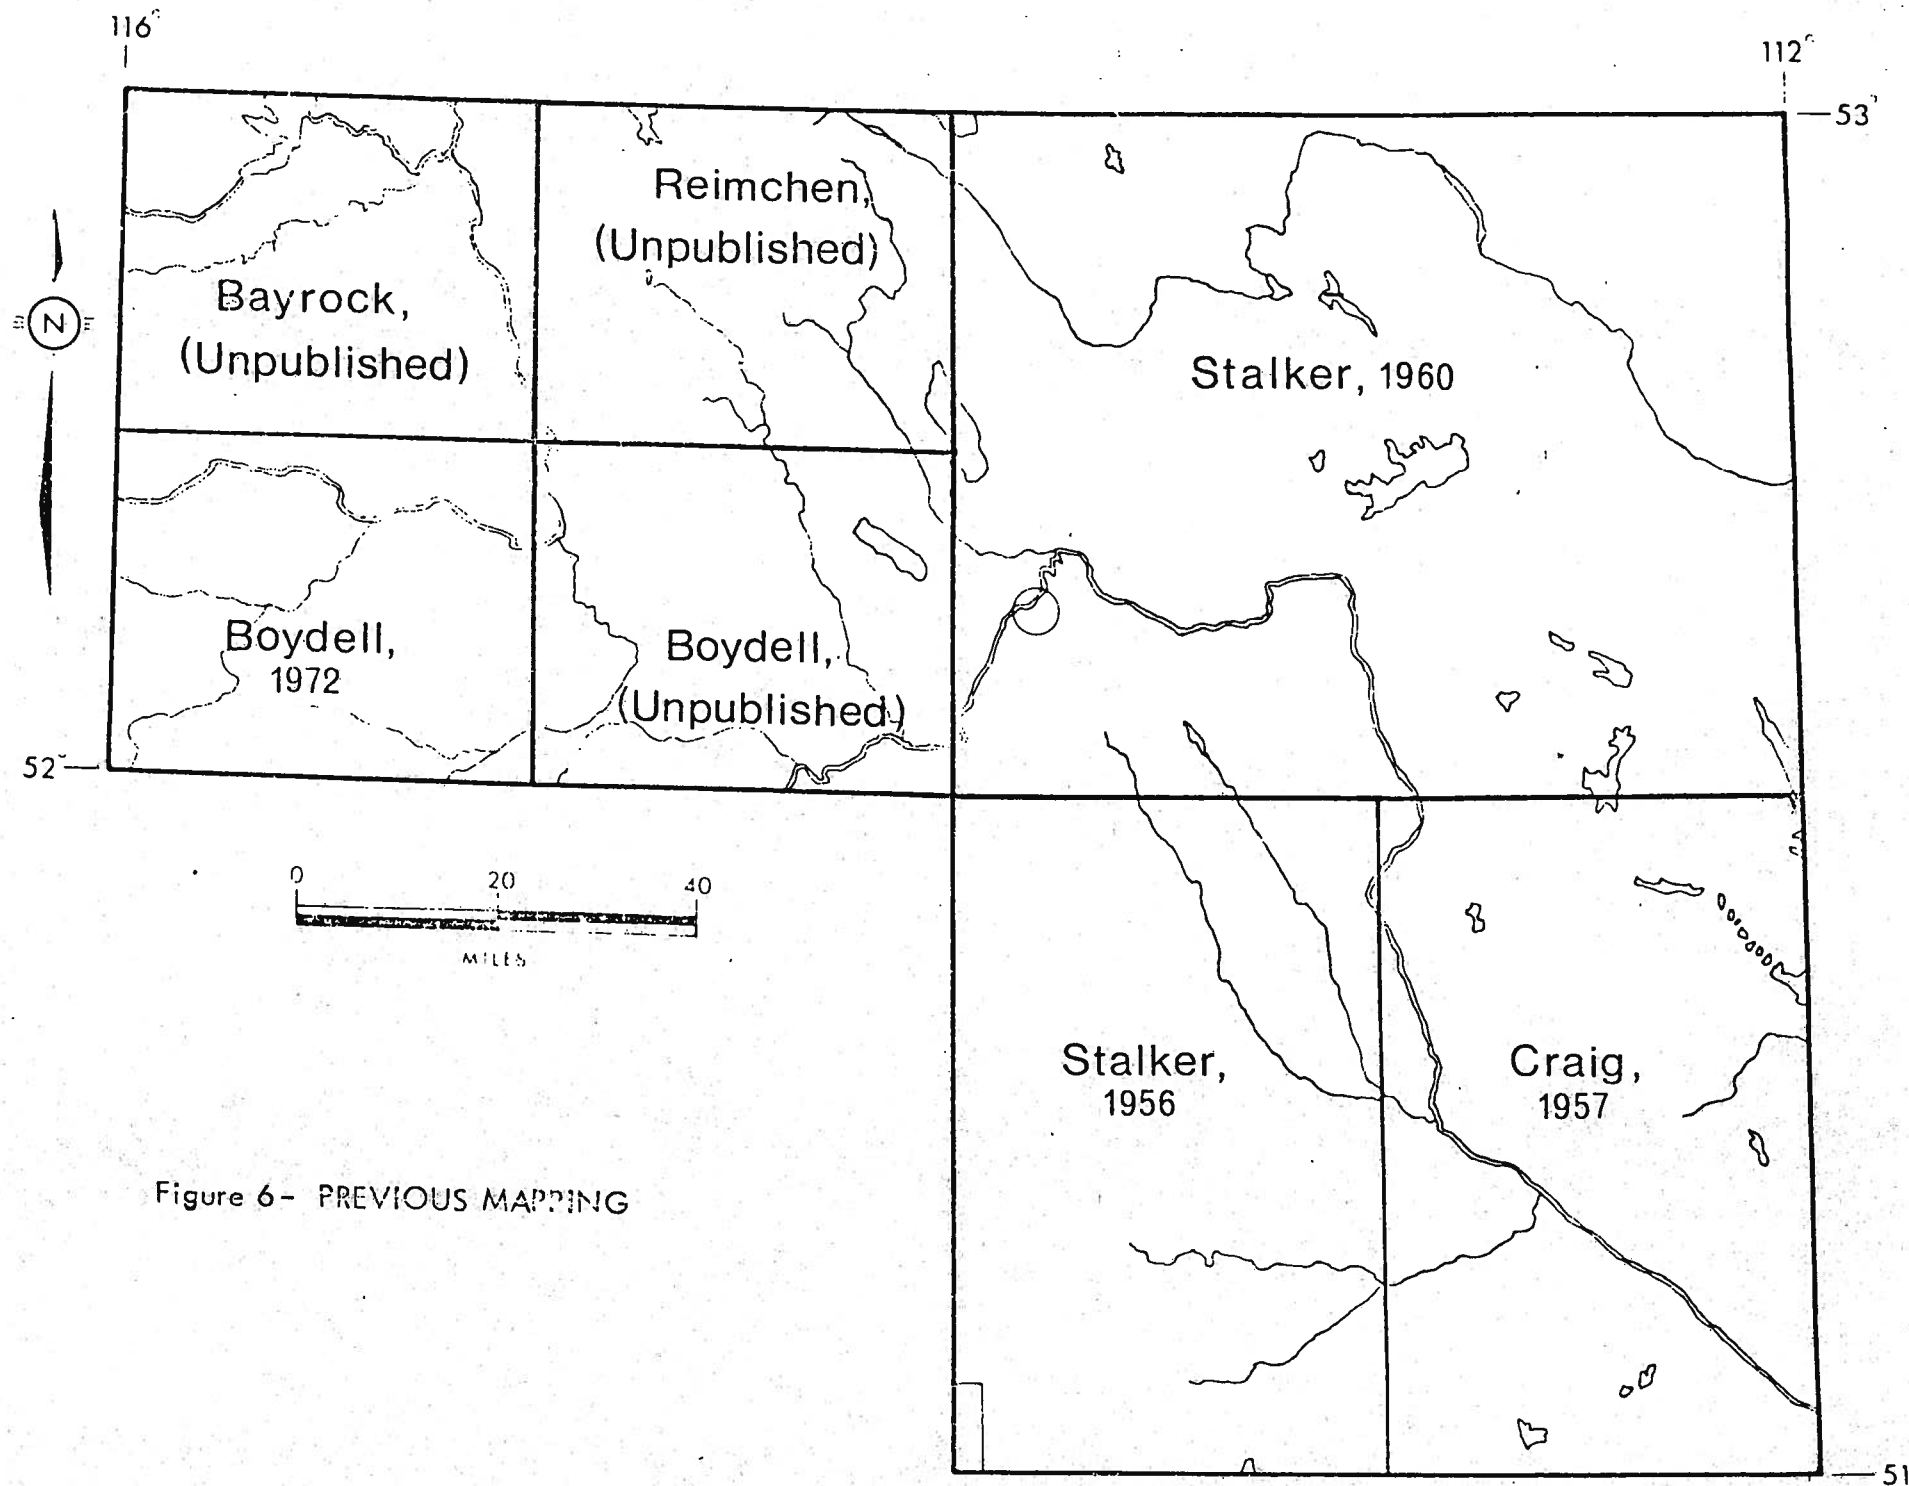 116°
112°
53°
Reimchen,
(Unpublished)
Bayrock,
(Unpublished)
N
Stalker, 1960
Boydell,
1972
Boydell,
(Unpublished)
52°
0 20 40
MILES
Stalker,
1956
Craig,
1957
Figure 6- PREVIOUS MAPPING
51